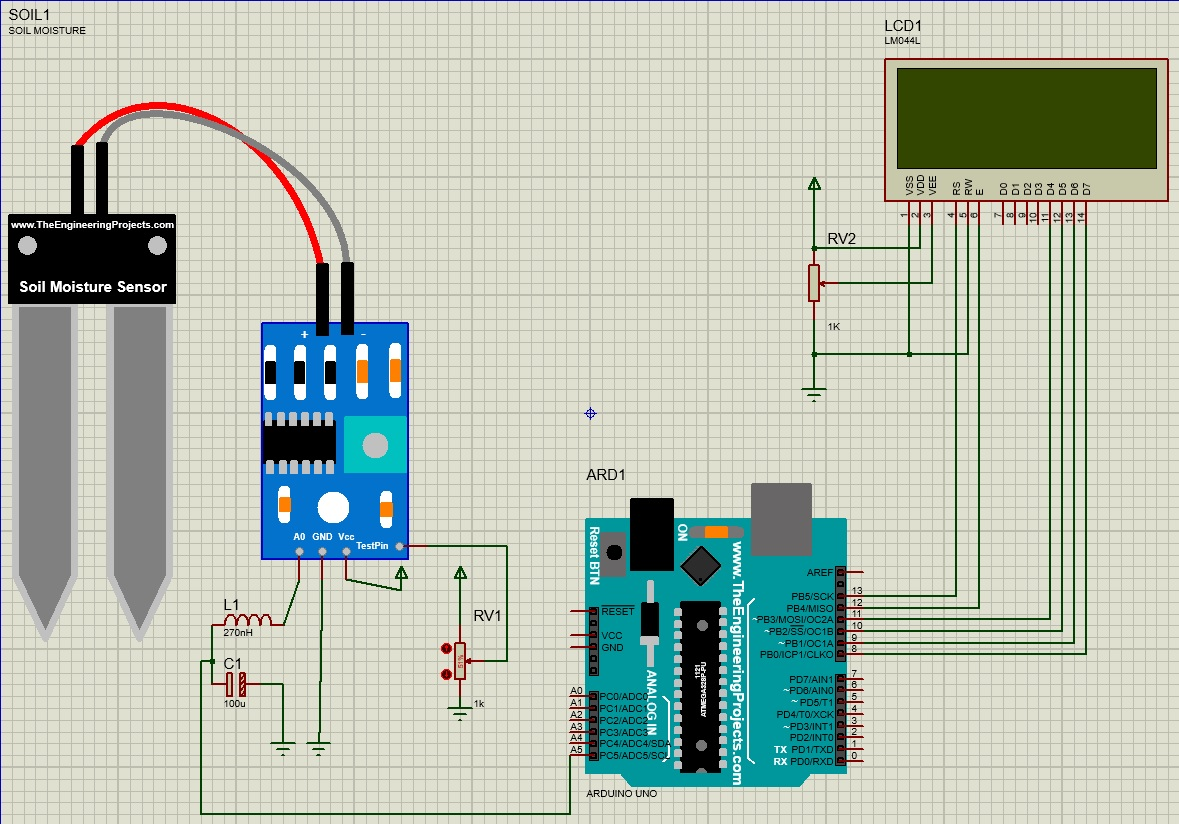 SOIL1
SOIL MOISTURE
www.TheEngineeringProjects.com
Soil Moisture Sensor
+ -
A0 GND Vcc
TestPin
L1
270nH
C1
100u
RV1
51%
1k
LCD1
LM044L
VSS VDD VEE RS RW E D0 D1 D2 D3 D4 D5 D6 D7
1 2 3 4 5 6 7 8 9 10 11 12 13 14
RV2
1K
ARD1
Reset BTN
ON
www.TheEngineeringProjects.com
RESET
VCC
GND
ANALOG IN
1121
ATMEGA328P-PU
A0 PC0/ADC0
A1 PC1/ADC1
A2 PC2/ADC2
A3 PC3/ADC3
A4 PC4/ADC4/SDA
A5 PC5/ADC5/SCL
AREF
PB5/SCK 13
PB4/MISO 12
~PB3/MOSI/OC2A 11
~PB2/SS/OC1B 10
~PB1/OC1A 9
PB0/ICP1/CLKO 8
PD7/AIN1 7
~PD6/AIN0 6
~PD5/T1 5
PD4/T0/XCK 4
~PD3/INT1 3
PD2/INT0 2
TX PD1/TXD 1
RX PD0/RXD 0
ARDUINO UNO